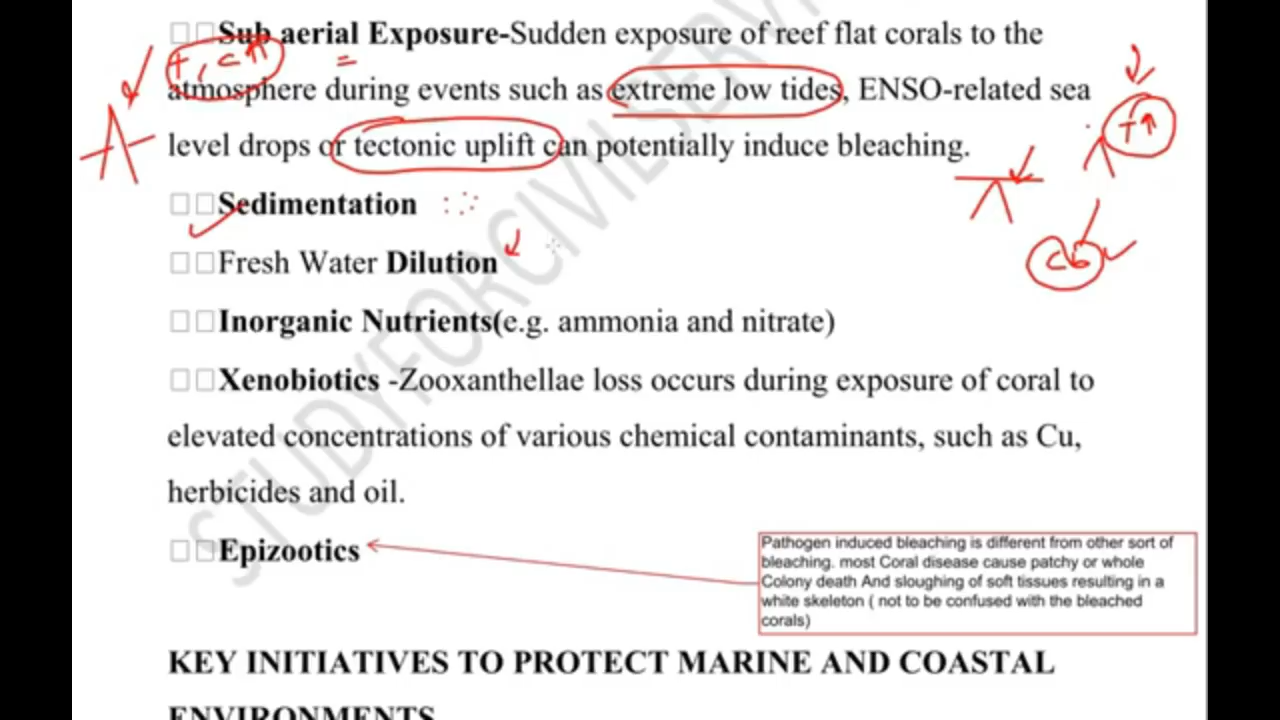 Sub aerial Exposure-Sudden exposure of reef flat corals to the
T, C↑
atmosphere during events such as extreme low tides, ENSO-related sea
T↑
level drops or tectonic uplift can potentially induce bleaching.
Sedimentation
CB
Fresh Water Dilution
Inorganic Nutrients(e.g. ammonia and nitrate)
Xenobiotics -Zooxanthellae loss occurs during exposure of coral to
elevated concentrations of various chemical contaminants, such as Cu,
herbicides and oil.
Epizootics
Pathogen induced bleaching is different from other sort of
bleaching. most Coral disease cause patchy or whole
Colony death And sloughing of soft tissues resulting in a
white skeleton ( not to be confused with the bleached
corals)
KEY INITIATIVES TO PROTECT MARINE AND COASTAL
ENVIRONMENTS
STUDYFORCIVILSERV